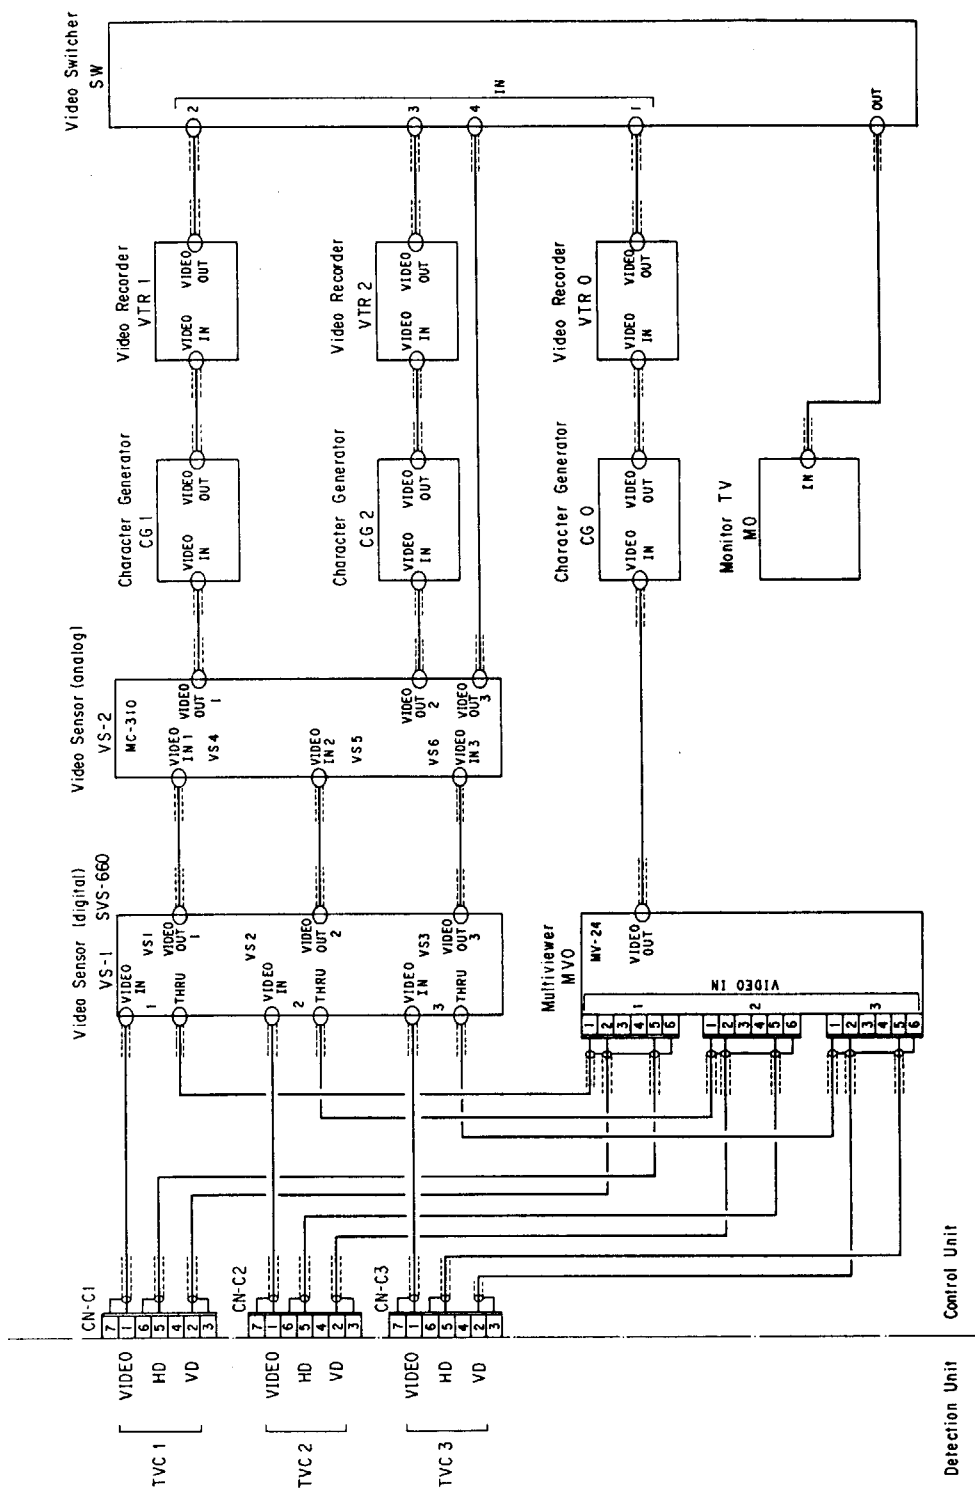 Video Switcher
SW
2
3
4
1
IN
OUT
Video Recorder
VTR 1
VIDEO
IN
VIDEO
OUT
Video Recorder
VTR 2
VIDEO
IN
VIDEO
OUT
Video Recorder
VTR 0
VIDEO
IN
VIDEO
OUT
Character Generator
CG 1
VIDEO
IN
VIDEO
OUT
Character Generator
CG 2
VIDEO
IN
VIDEO
OUT
Character Generator
CG 0
VIDEO
IN
VIDEO
OUT
Monitor TV
MO
IN
Video Sensor (analog)
VS-2
MC-310
VIDEO
OUT
1
VIDEO
IN 1
VS4
VIDEO
IN2
VS5
VIDEO
OUT
2
VIDEO
OUT
3
VS6
VIDEO
IN3
Video Sensor (digital)
VS-1
SVS-660
VIDEO
IN
1
THRU
VS1
VIDEO
OUT
1
VIDEO
IN
2
THRU
VS2
VIDEO
OUT
2
VIDEO
IN
3
THRU
VS3
VIDEO
OUT
3
Multiviewer
MVO
MV-24
VIDEO
OUT
VIDEO IN
1
2
3
1
2
3
4
5
6
1
2
3
4
5
6
1
2
3
4
5
6
CN-C1
7
1
6
5
4
2
3
CN-C2
7
1
6
5
4
2
3
CN-C3
7
1
6
5
4
2
3
VIDEO
HD
VD
TVC 1
VIDEO
HD
VD
TVC 2
VIDEO
HD
VD
TVC 3
Control Unit
Detection Unit